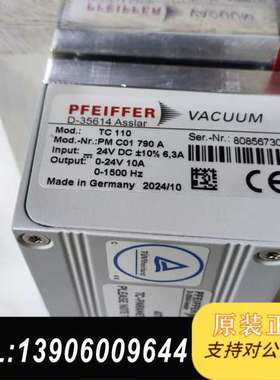 PFEIFFER VACUUM
D-35614 Asslar
Mod.: TC 110 Ser.-Nr.: 80856730
Mod.-Nr.: PM C01 790 A
Input: 24V DC ±10% 6,3A
Output: 0-24V 10A
0-1500 Hz
Made in Germany 2024/10
PLEASE NOTE
原装正
支持对公
L:13906009644